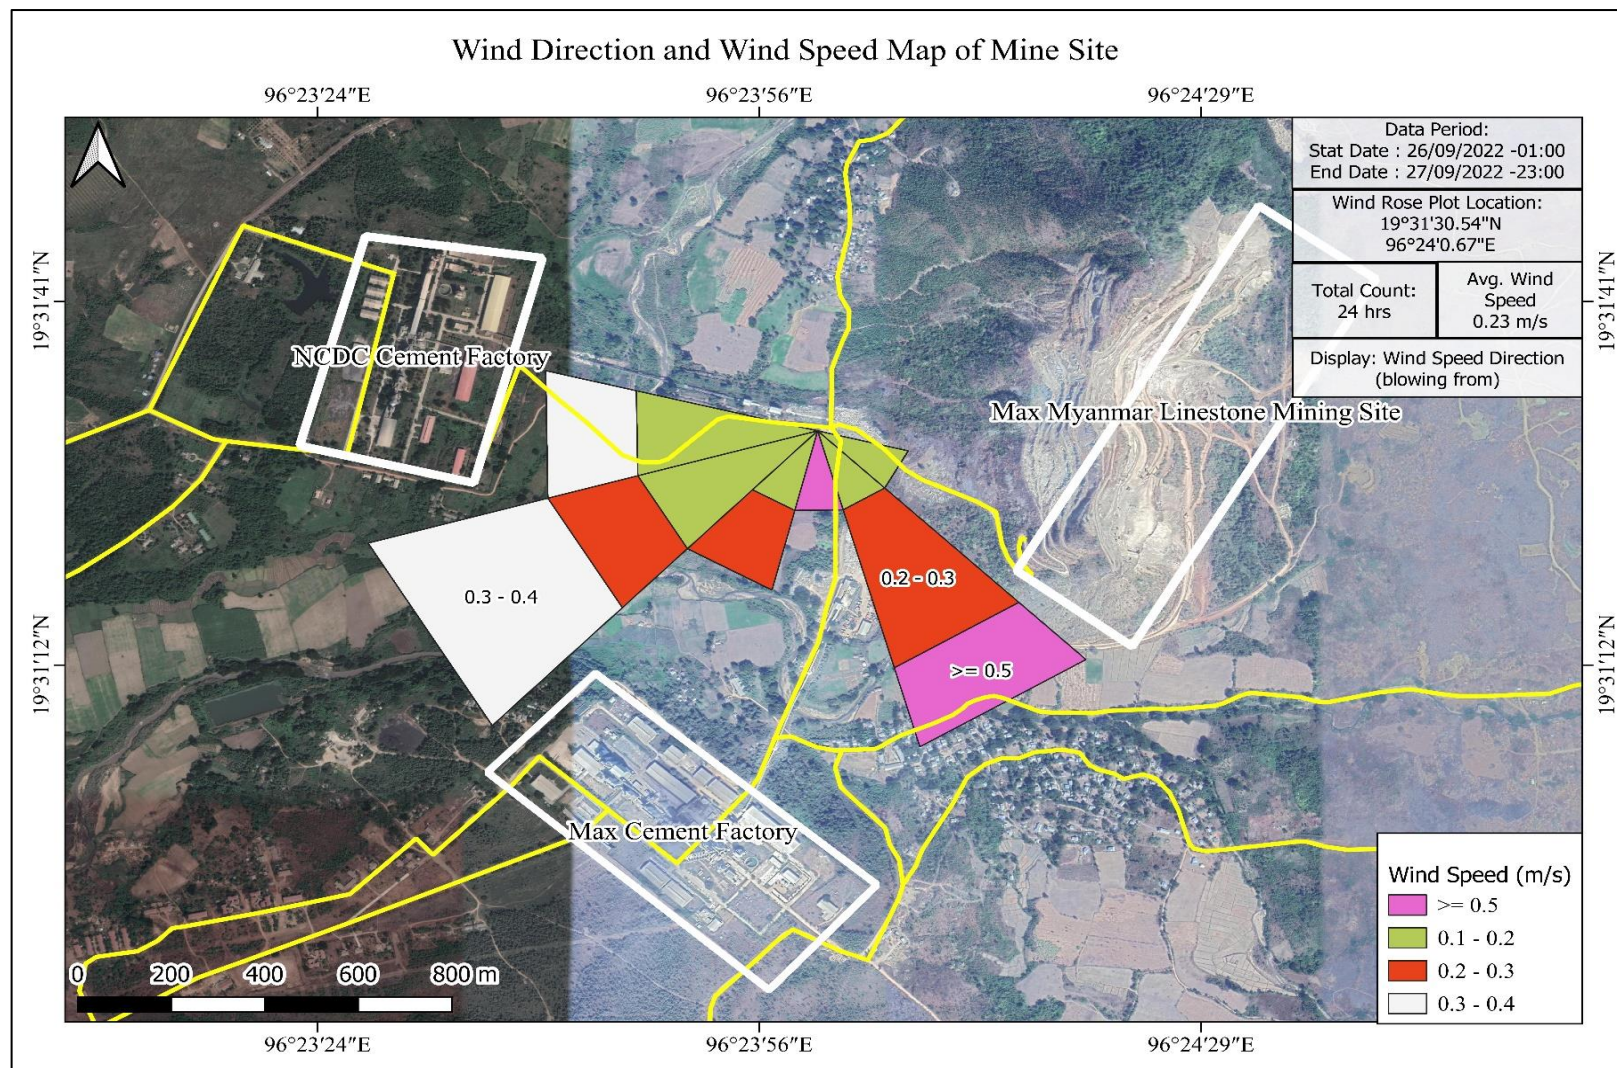 Wind Direction and Wind Speed Map of Mine Site
96°23'24"E
96°23'56"E
96°24'29"E
Data Period:
Stat Date : 26/09/2022 -01:00
End Date : 27/09/2022 -23:00
Wind Rose Plot Location:
19°31'30.54"N
96°24'0.67"E
Total Count:
24 hrs
Avg. Wind
Speed
0.23 m/s
Display: Wind Speed Direction
(blowing from)
19°31'41"N
19°31'41"N
NCDC Cement Factory
Max Myanmar Linestone Mining Site
0.2 - 0.3
0.3 - 0.4
>= 0.5
19°31'12"N
19°31'12"N
Max Cement Factory
Wind Speed (m/s)
>= 0.5
0.1 - 0.2
0.2 - 0.3
0.3 - 0.4
0 200 400 600 800 m
96°23'24"E
96°23'56"E
96°24'29"E